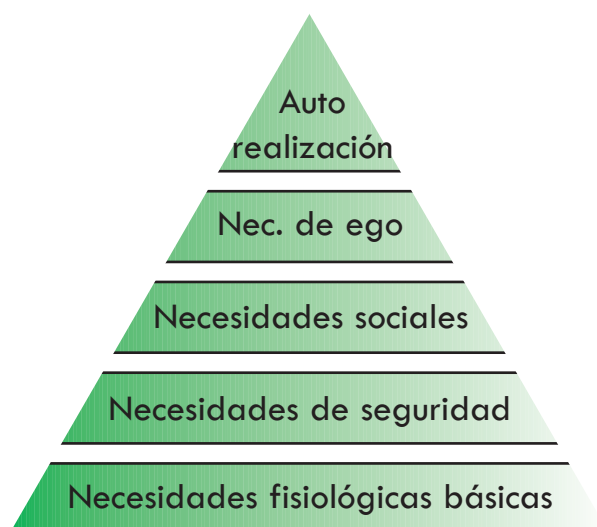 Auto
realización
Nec. de ego
Necesidades sociales
Necesidades de seguridad
Necesidades fisiológicas básicas